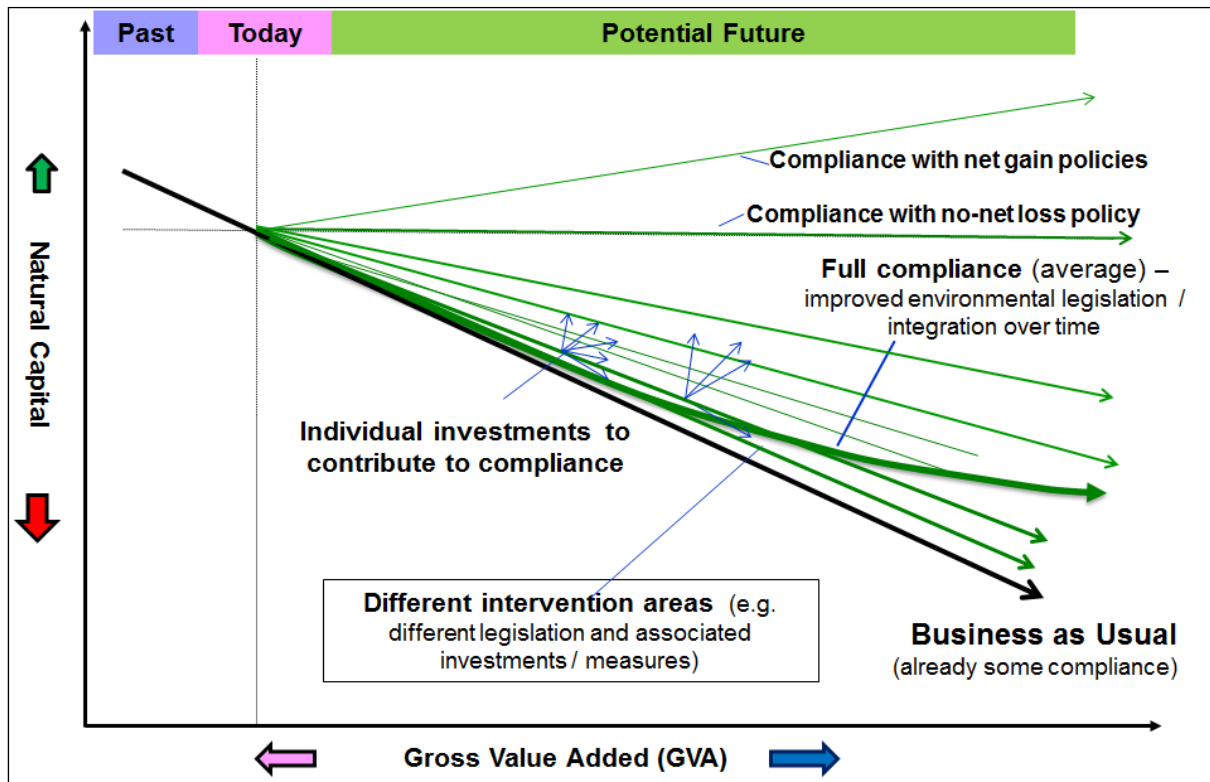 Past
Today
Potential Future
Compliance with net gain policies
Compliance with no-net loss policy
Full compliance (average) –
improved environmental legislation /
integration over time
Natural Capital
Individual investments to
contribute to compliance
Different intervention areas (e.g.
different legislation and associated
investments / measures)
Business as Usual
(already some compliance)
Gross Value Added (GVA)